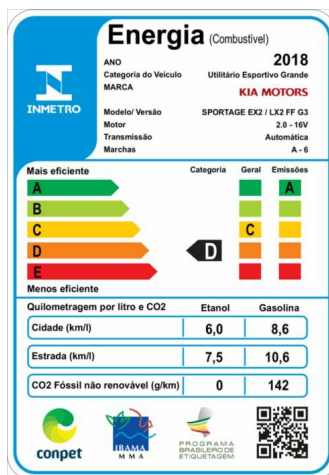 Energia (Combustível)
ANO 2018
Categoria do Veículo Utilitário Esportivo Grande
MARCA KIA MOTORS
INMETRO
Modelo/ Versão SPORTAGE EX2 / LX2 FF G3
Motor 2.0 - 16V
Transmissão Automática
Marchas A - 6
Mais eficiente Categoria Geral Emissões
A A
B
C C
D D
E
Menos eficiente
Quilometragem por litro e CO2 Etanol Gasolina
Cidade (km/l) 6,0 8,6
Estrada (km/l) 7,5 10,6
CO2 Fóssil não renovável (g/km) 0 142
conpet
IBAMA
M M A
PROGRAMA
BRASILEIRO DE
ETIQUETAGEM